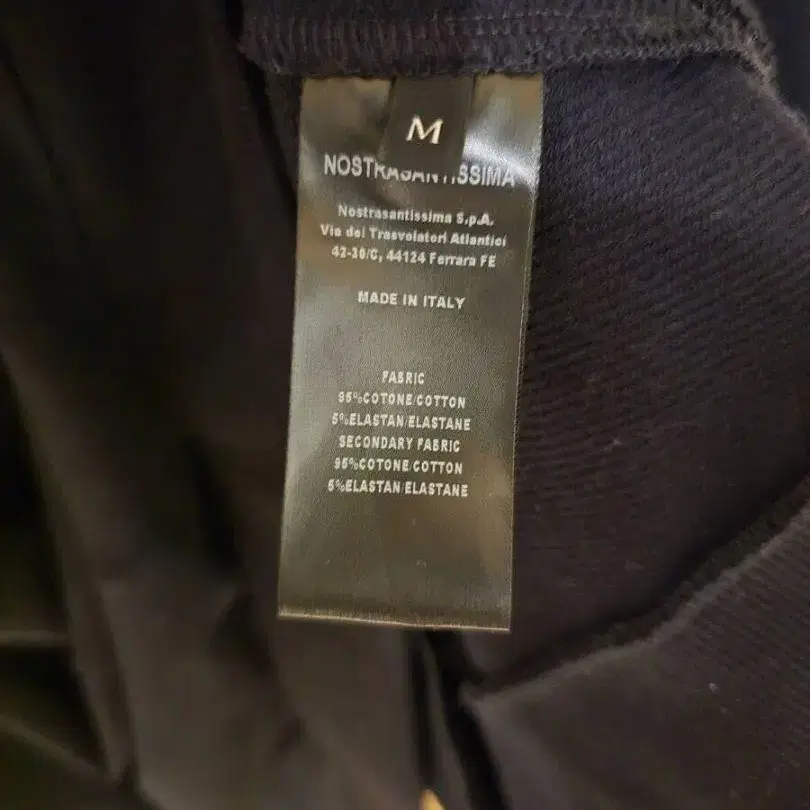 M
NOSTRASANTISSIMA
Nostrasantissima S.p.A.
Via dei Trasvolatori Atlantici
42-36/C, 44124 Ferrara FE
MADE IN ITALY
FABRIC
95%COTONE/COTTON
5%ELASTAN/ELASTANE
SECONDARY FABRIC
95%COTONE/COTTON
5%ELASTAN/ELASTANE